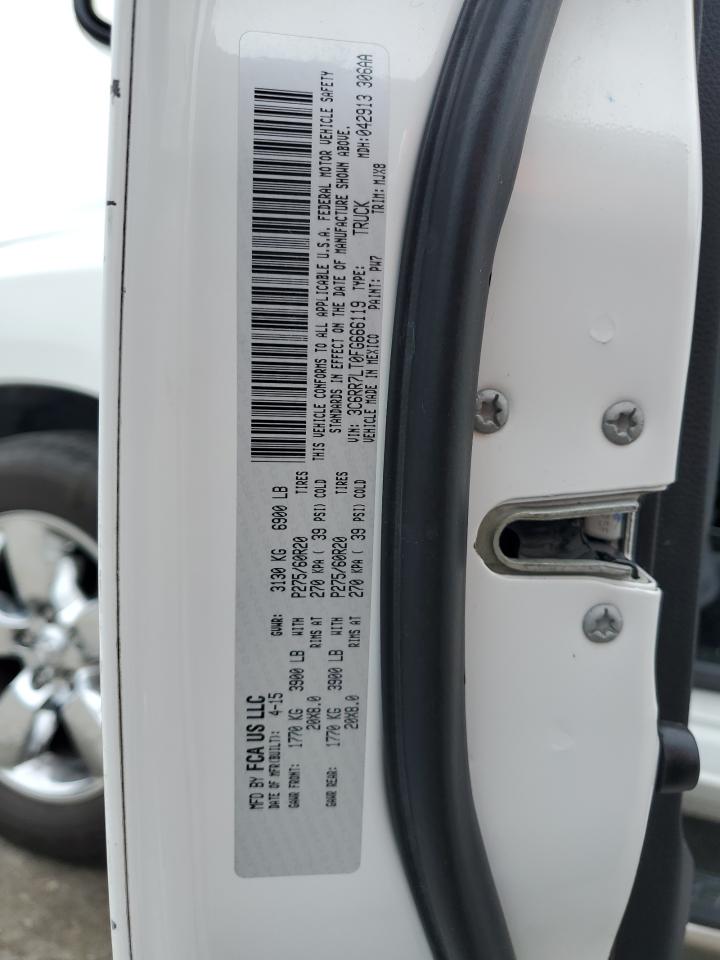 MFD BY FCA US LLC
DATE OF MFR(BUILT): 4-15 GVWR: 3130 KG 6900 LB
GAWR FRONT: 1770 KG 3900 LB WITH P275/60R20 TIRES
20X8.0 RIMS AT 270 KPA ( 39 PSI) COLD
GAWR REAR: 1770 KG 3900 LB WITH P275/60R20 TIRES
20X8.0 RIMS AT 270 KPA ( 39 PSI) COLD
THIS VEHICLE CONFORMS TO ALL APPLICABLE U.S.A. FEDERAL MOTOR VEHICLE SAFETY
STANDARDS IN EFFECT ON THE DATE OF MANUFACTURE SHOWN ABOVE.
VIN: 3C6RR7LT0FG666119 TYPE: TRUCK MDH:042913 306AA
VEHICLE MADE IN MEXICO PAINT: PW7 TRIM: MJX8